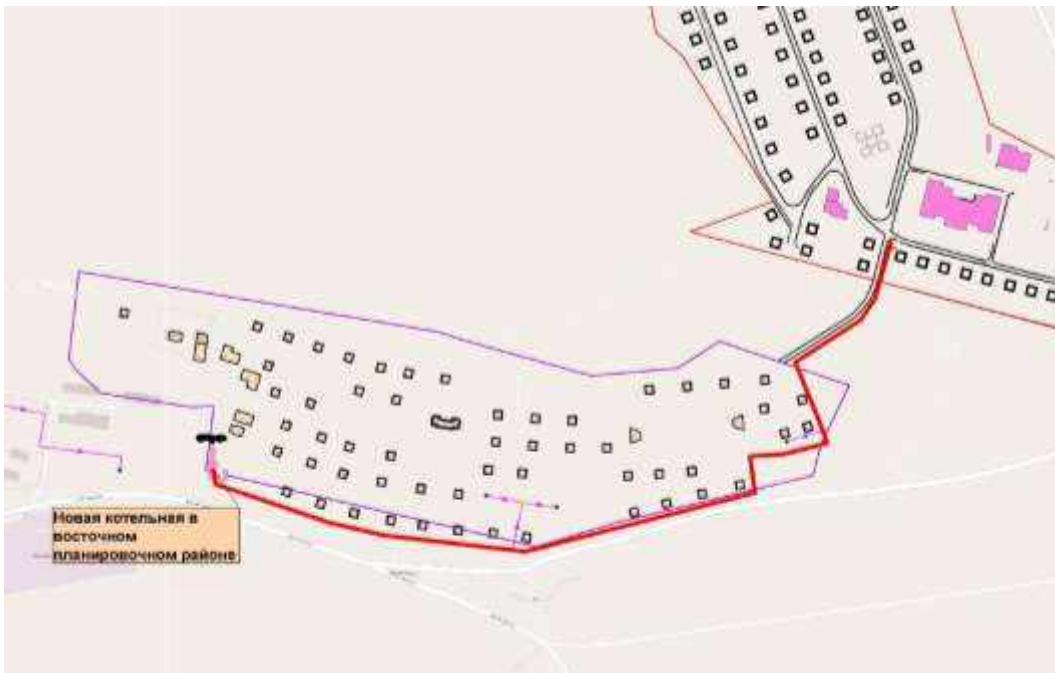 Новая котельная в
восточном
планировочном районе